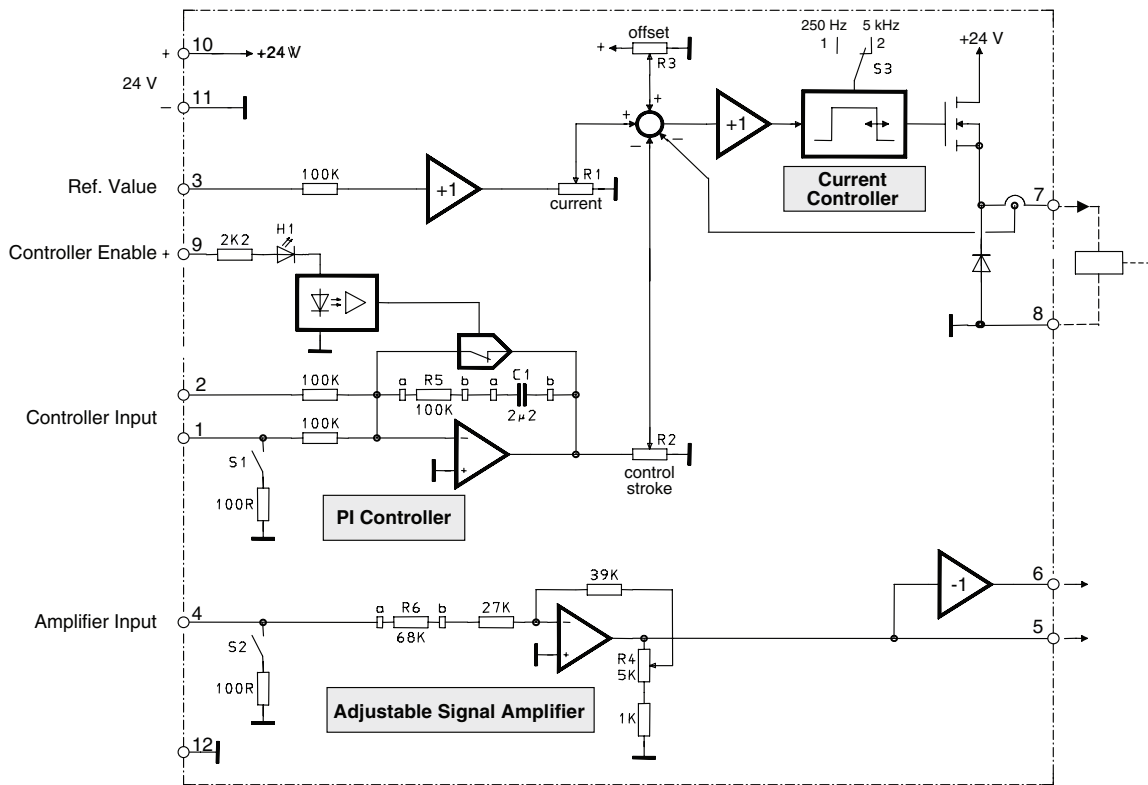 250 Hz 5 kHz
1 2
S3
offset
+ R3
+24 V
10
+ +24V
24 V
11
–
+
+ +1
– –
Current
Controller
Ref. Value 3 100K +1 R1
current
7
Controller Enable + 9 2K2 H1
8
2 100K a R5 b a C1 b
100K 2µ2
Controller Input
1 100K – R2
+
control
stroke
S1
100R
PI Controller
39K
-1 6
Amplifier Input 4 a R6 b 27K – 5
68K
+
S2 R4
5K
100R
Adjustable Signal Amplifier 1K
12